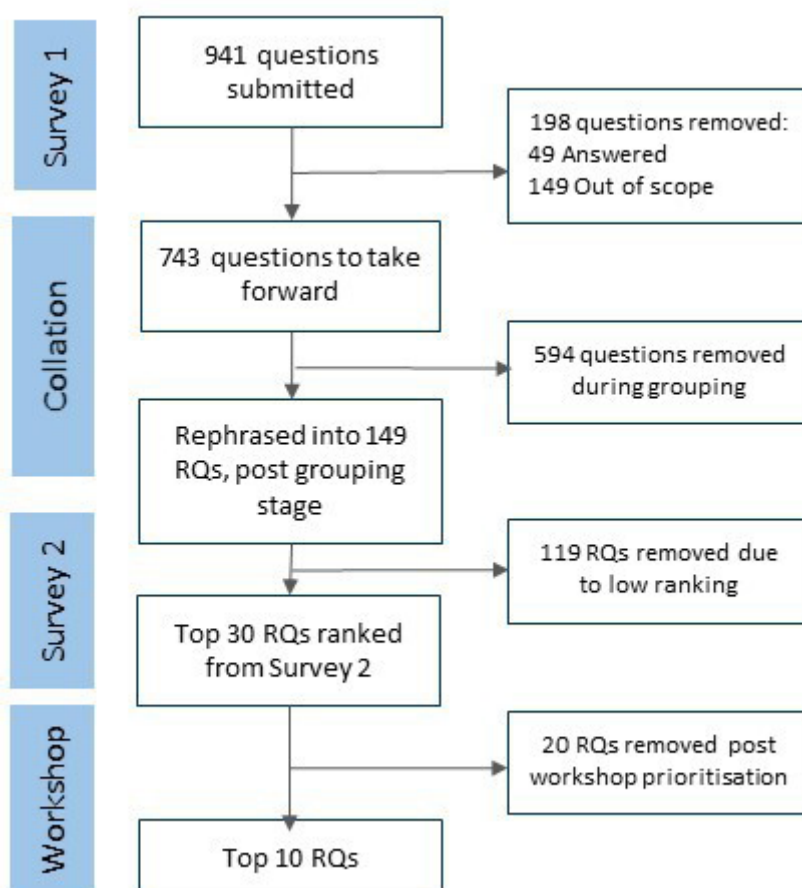 Survey 1
941 questions
submitted
198 questions removed:
49 Answered
149 Out of scope
Collation
743 questions to take
forward
594 questions removed
during grouping
Rephrased into 149
RQs, post grouping
stage
Survey 2
119 RQs removed due
to low ranking
Top 30 RQs ranked
from Survey 2
Workshop
20 RQs removed post
workshop prioritisation
Top 10 RQs